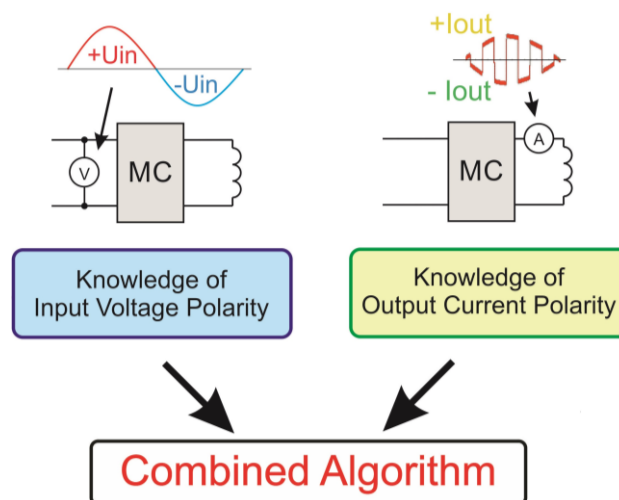 +Uin
-Uin
V
MC
Knowledge of
Input Voltage Polarity
+Iout
- Iout
A
MC
Knowledge of
Output Current Polarity
Combined Algorithm